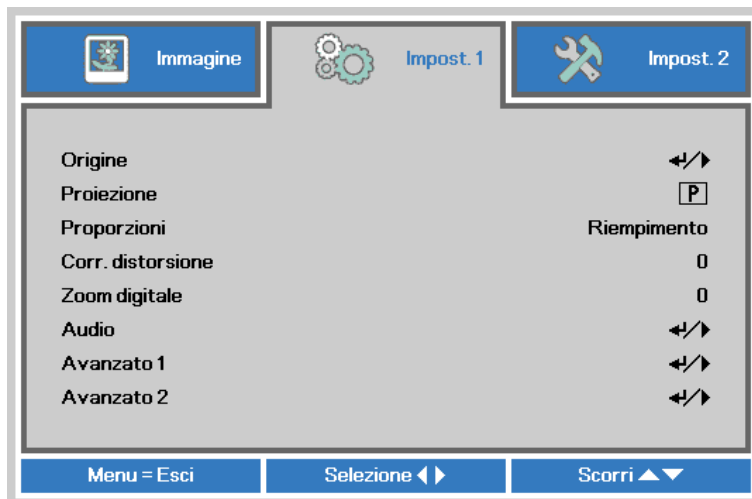 Immagine Impost. 1 Impost. 2
Origine ↵/▶
Proiezione P
Proporzioni Riempimento
Corr. distorsione 0
Zoom digitale 0
Audio ↵/▶
Avanzato 1 ↵/▶
Avanzato 2 ↵/▶
Menu = Esci Selezione ◀▶ Scorri ▲▼